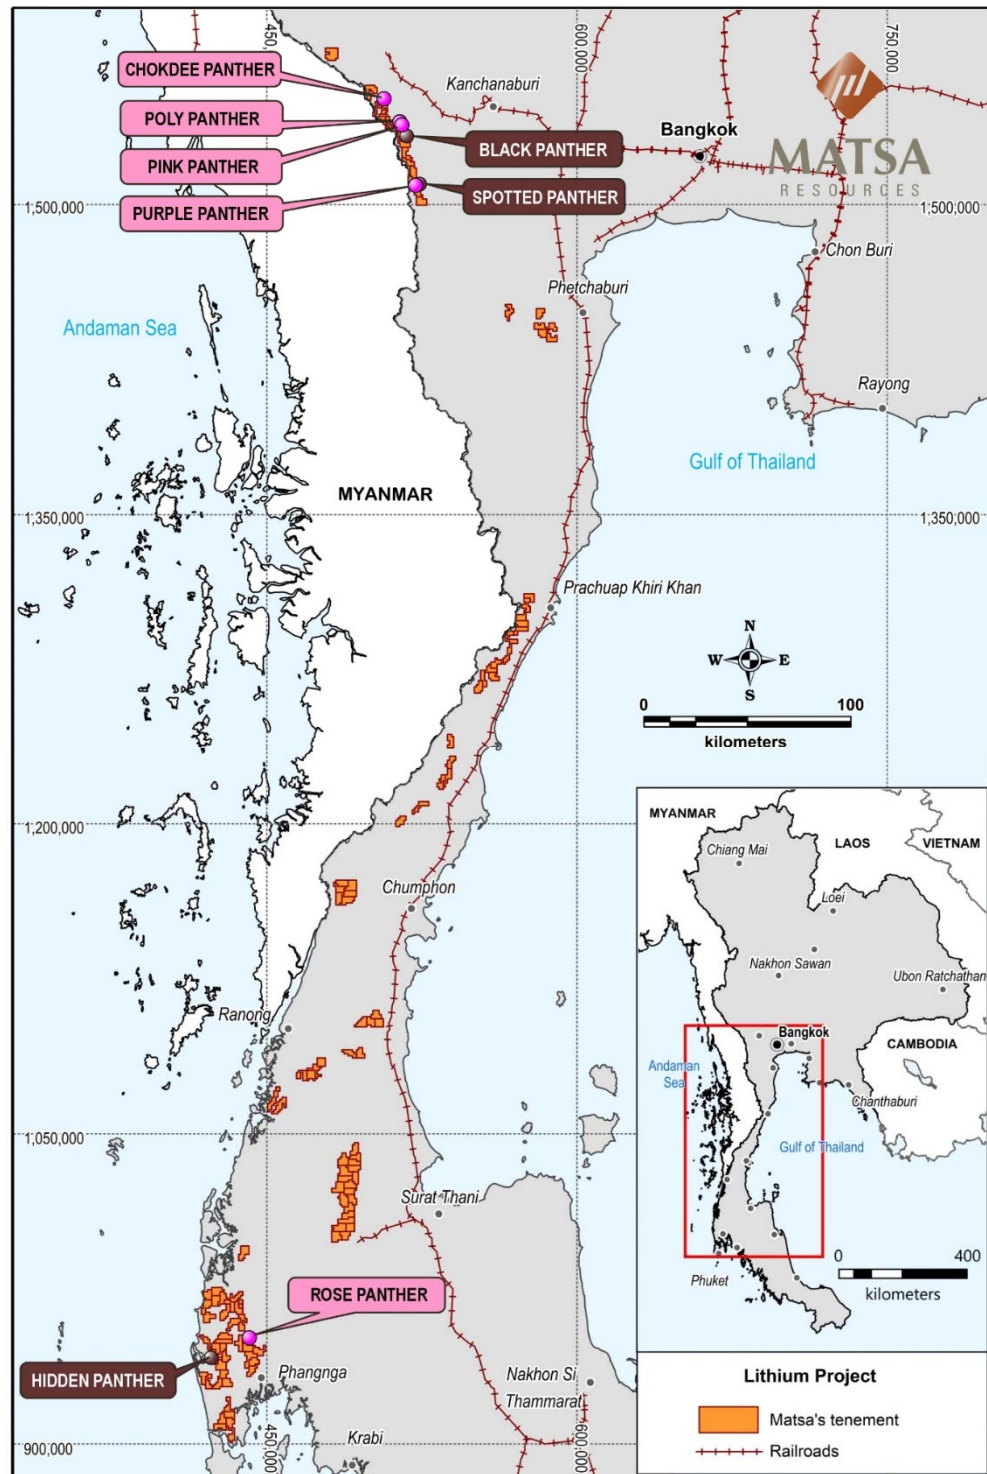 450,000
600,000
750,000
CHOKDEE PANTHER
POLY PANTHER
PINK PANTHER
PURPLE PANTHER
BLACK PANTHER
SPOTTED PANTHER
Kanchanaburi
Bangkok
MATSA
RESOURCES
1,500,000
1,500,000
Chon Buri
Phetchaburi
Andaman Sea
Rayong
Gulf of Thailand
MYANMAR
1,350,000
1,350,000
Prachuap Khiri Khan
N
W
E
S
0
100
kilometers
1,200,000
Chumphon
Ranong
1,050,000
Surat Thani
ROSE PANTHER
HIDDEN PANTHER
Phangnga
Nakhon Si
Thammarat
Krabi
900,000
450,000
600,000
MYANMAR
LAOS
VIETNAM
Chiang Mai
Loei
Nakhon Sawan
Ubon Ratchathan
Bangkok
CAMBODIA
Andaman
Sea
Chanthaburi
Gulf of Thailand
Phuket
0
400
kilometers
Lithium Project
Matsa's tenement
Railroads